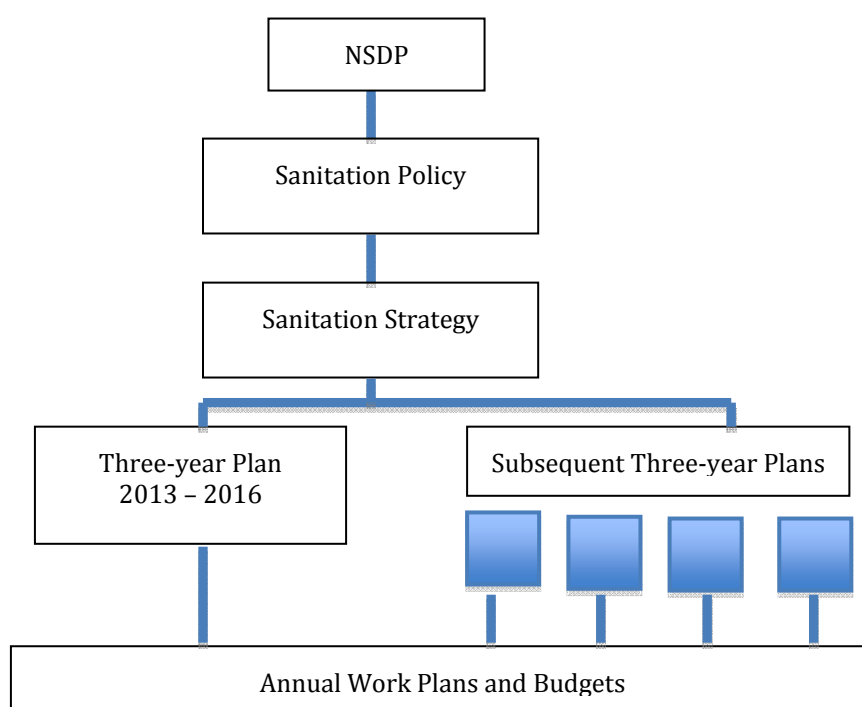 NSDP
Sanitation Policy
Sanitation Strategy
Three-year Plan
2013 – 2016
Subsequent Three-year Plans
Annual Work Plans and Budgets